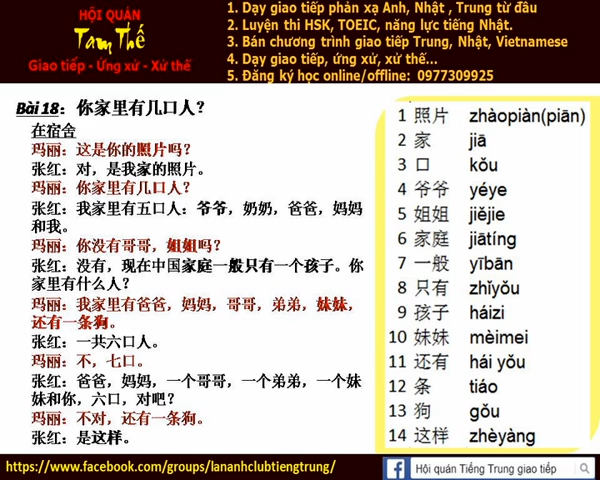 HỘI QUÁN
Tam Thế
Giao tiếp - Ứng xử - Xử thế
1. Dạy giao tiếp phản xạ Anh, Nhật , Trung từ đầu
2. Luyện thi HSK, TOEIC, năng lực tiếng Nhật.
3. Bán chương trình giao tiếp Trung, Nhật, Vietnamese
4. Dạy giao tiếp, ứng xử, xử thế...
5. Đăng ký học online/offline: 0977309925
Bài 18：你家里有几口人？
在宿舍
玛丽：这是你的照片吗？
张红：对，是我家的照片。
玛丽：你家里有几口人？
张红：我家里有五口人：爷爷，奶奶，爸爸，妈妈
和我。
玛丽：你没有哥哥，姐姐吗？
张红：没有，现在中国家庭一般只有一个孩子。你
家里有什么人？
玛丽：我家里有爸爸，妈妈，哥哥，弟弟，妹妹，
还有一条狗。
张红：一共六口人。
玛丽：不，七口。
张红：爸爸，妈妈，一个哥哥，一个弟弟，一个妹
妹和你，六口，对吧？
玛丽：不对，还有一条狗。
张红：是这样。
1 照片 zhàopiàn(piān)
2 家 jiā
3 口 kǒu
4 爷爷 yéye
5 姐姐 jiějie
6 家庭 jiātíng
7 一般 yībān
8 只有 zhǐyǒu
9 孩子 háizi
10 妹妹 mèimei
11 还有 hái yǒu
12 条 tiáo
13 狗 gǒu
14 这样 zhèyàng
https://www.facebook.com/groups/lananhclubtiengtrung/
f Hội quán Tiếng Trung giao tiếp